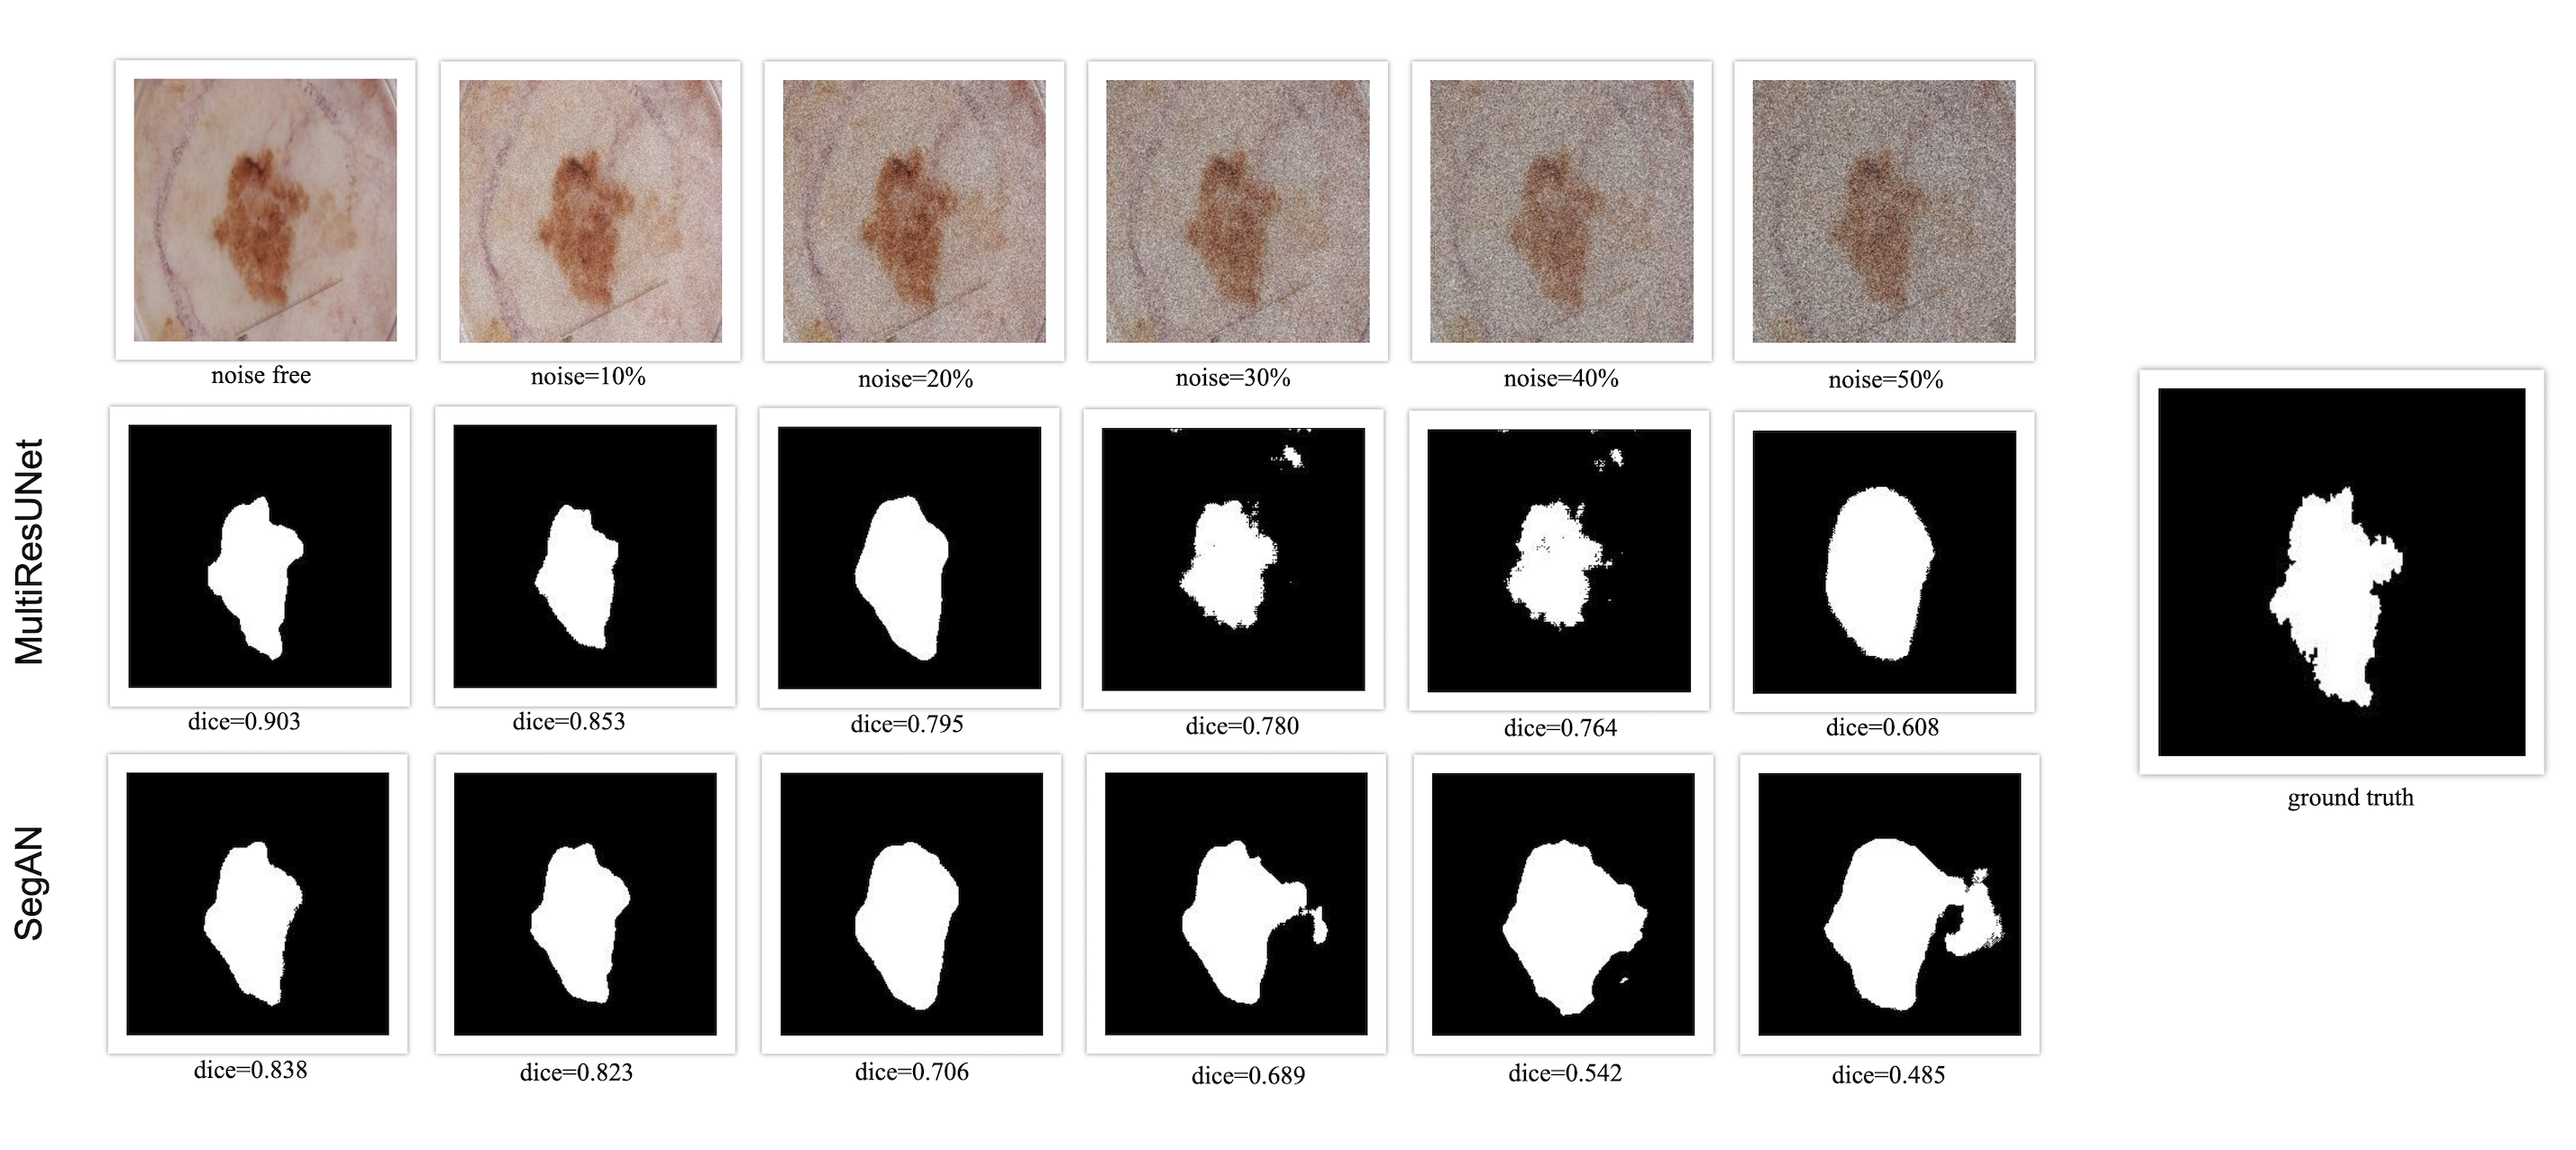 noise free
noise=10%
noise=20%
noise=30%
noise=40%
noise=50%
MultiResUNet
dice=0.903
dice=0.853
dice=0.795
dice=0.780
dice=0.764
dice=0.608
ground truth
SegAN
dice=0.838
dice=0.823
dice=0.706
dice=0.689
dice=0.542
dice=0.485